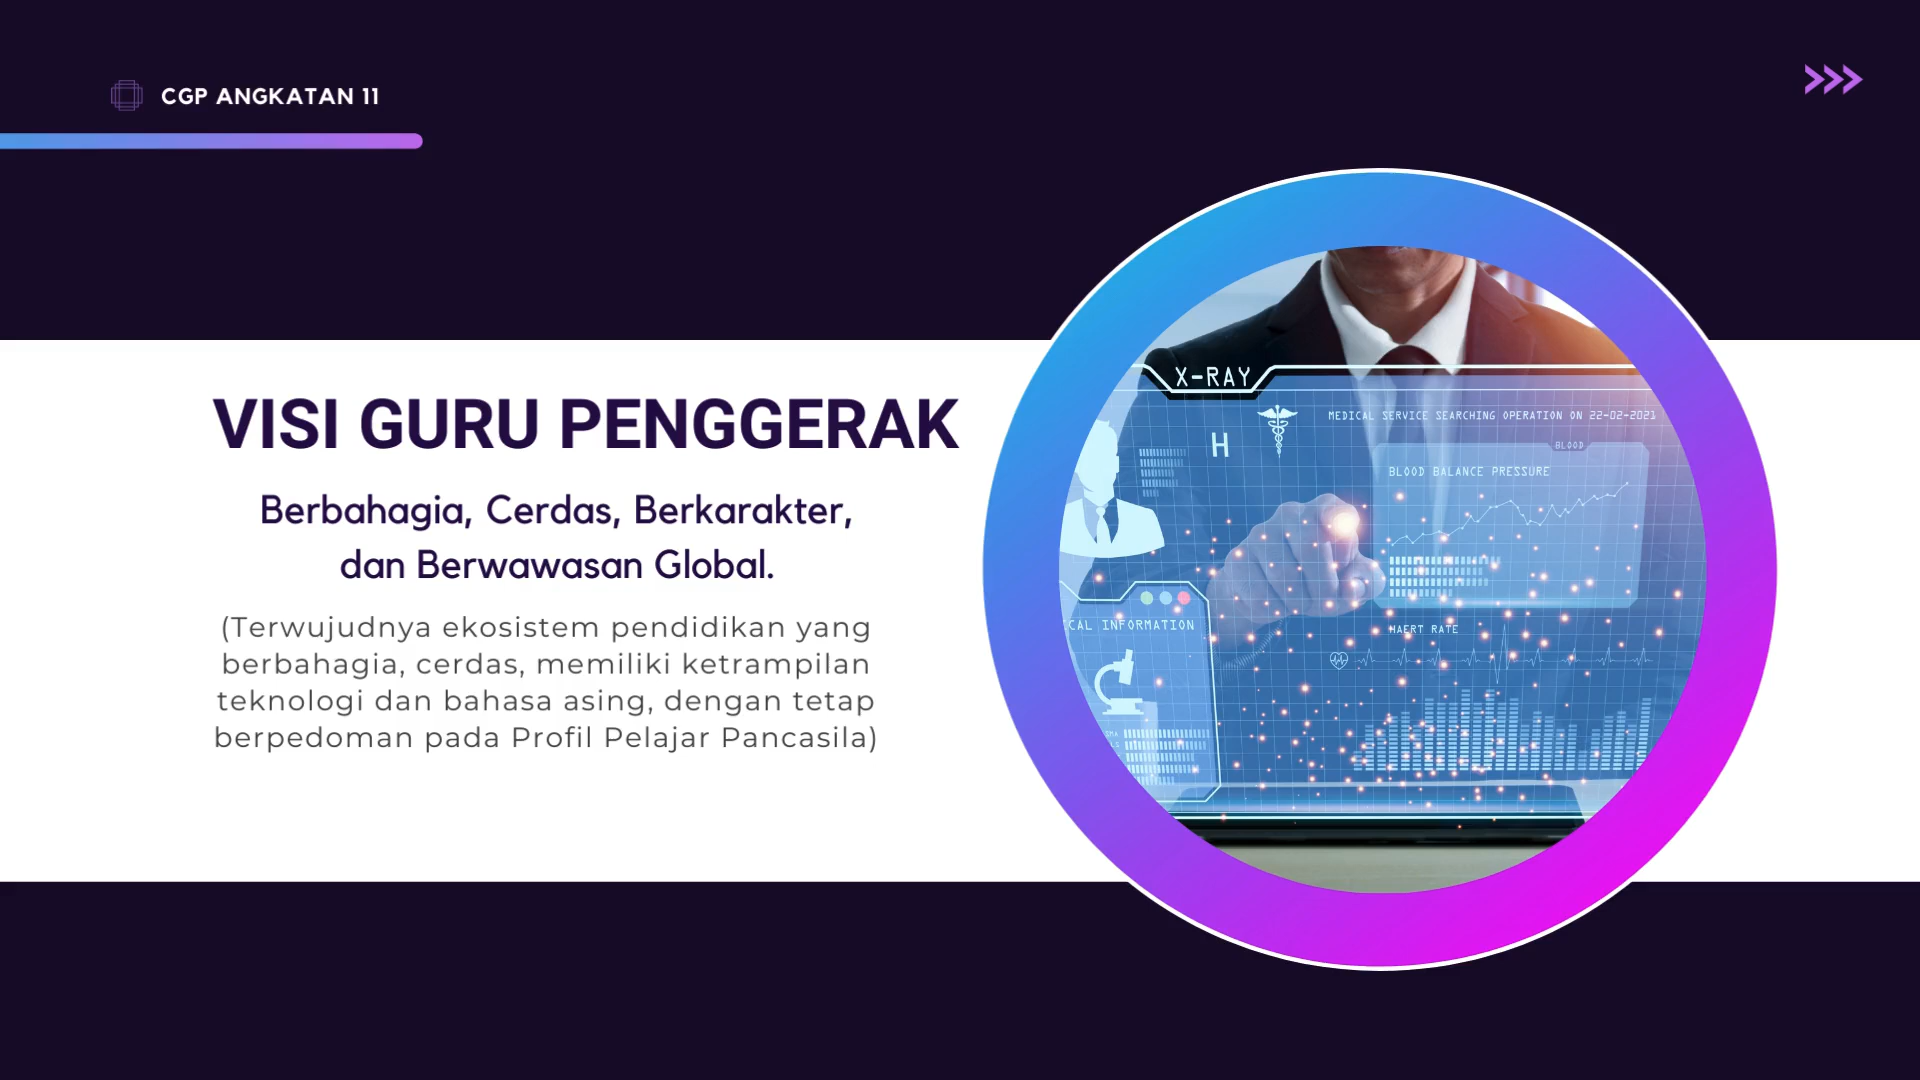 CGP ANGKATAN 11
VISI GURU PENGGERAK
Berbahagia, Cerdas, Berkarakter,
dan Berwawasan Global.
(Terwujudnya ekosistem pendidikan yang
berbahagia, cerdas, memiliki ketrampilan
teknologi dan bahasa asing, dengan tetap
berpedoman pada Profil Pelajar Pancasila)
X-RAY
H
MEDICAL SERVICE SEARCHING OPERATION ON 22-02-2021
BLOOD
BLOOD BALANCE PRESSURE
CAL INFORMATION
HAERT RATE